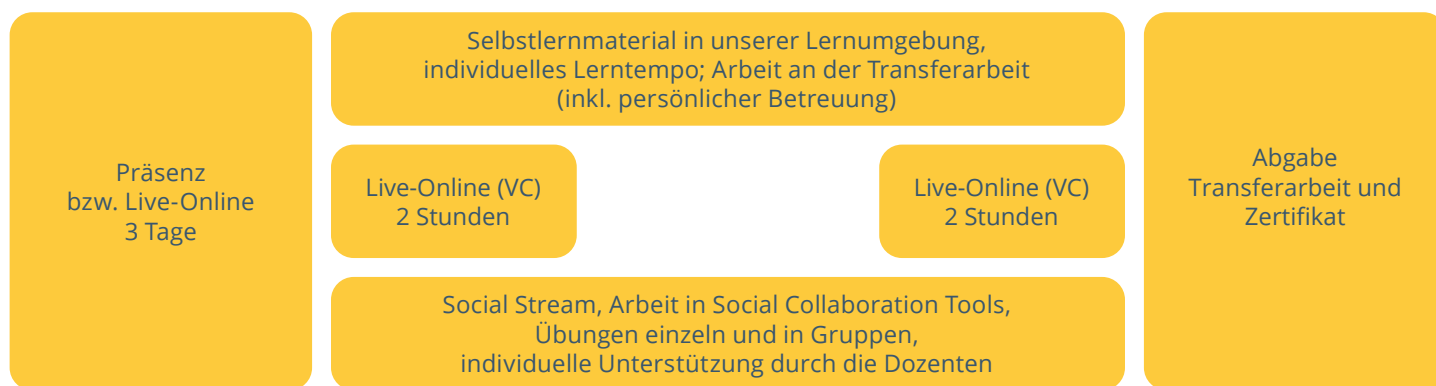 Präsenz
bzw. Live-Online
3 Tage
Selbstlernmaterial in unserer Lernumgebung,
individuelles Lerntempo; Arbeit an der Transferarbeit
(inkl. persönlicher Betreuung)
Live-Online (VC)
2 Stunden
Live-Online (VC)
2 Stunden
Social Stream, Arbeit in Social Collaboration Tools,
Übungen einzeln und in Gruppen,
individuelle Unterstützung durch die Dozenten
Abgabe
Transferarbeit und
Zertifikat